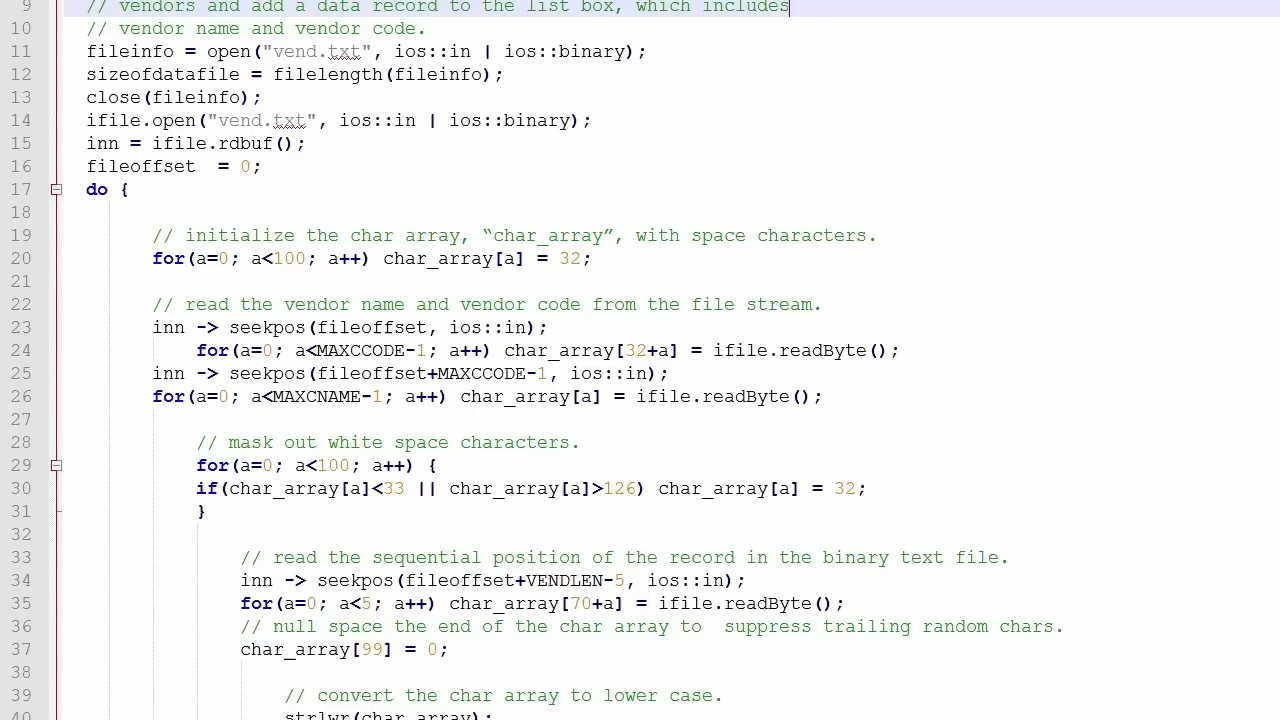 9 // vendors and add a data record to the list box, which includes
10 // vendor name and vendor code.
11 fileinfo = open("vend.txt", ios::in | ios::binary);
12 sizeofdatafile = filelength(fileinfo);
13 close(fileinfo);
14 ifile.open("vend.txt", ios::in | ios::binary);
15 inn = ifile.rdbuf();
16 fileoffset  = 0;
17 do {
18
19 // initialize the char array, “char_array”, with space characters.
20 for(a=0; a<100; a++) char_array[a] = 32;
21
22 // read the vendor name and vendor code from the file stream.
23 inn -> seekpos(fileoffset, ios::in);
24 for(a=0; a<MAXCCODE-1; a++) char_array[32+a] = ifile.readByte();
25 inn -> seekpos(fileoffset+MAXCCODE-1, ios::in);
26 for(a=0; a<MAXCNAME-1; a++) char_array[a] = ifile.readByte();
27
28 // mask out white space characters.
29 for(a=0; a<100; a++) {
30 if(char_array[a]<33 || char_array[a]>126) char_array[a] = 32;
31 }
32
33 // read the sequential position of the record in the binary text file.
34 inn -> seekpos(fileoffset+VENDLEN-5, ios::in);
35 for(a=0; a<5; a++) char_array[70+a] = ifile.readByte();
36 // null space the end of the char array to  suppress trailing random chars.
37 char_array[99] = 0;
38
39 // convert the char array to lower case.
40 strlwr(char_array);